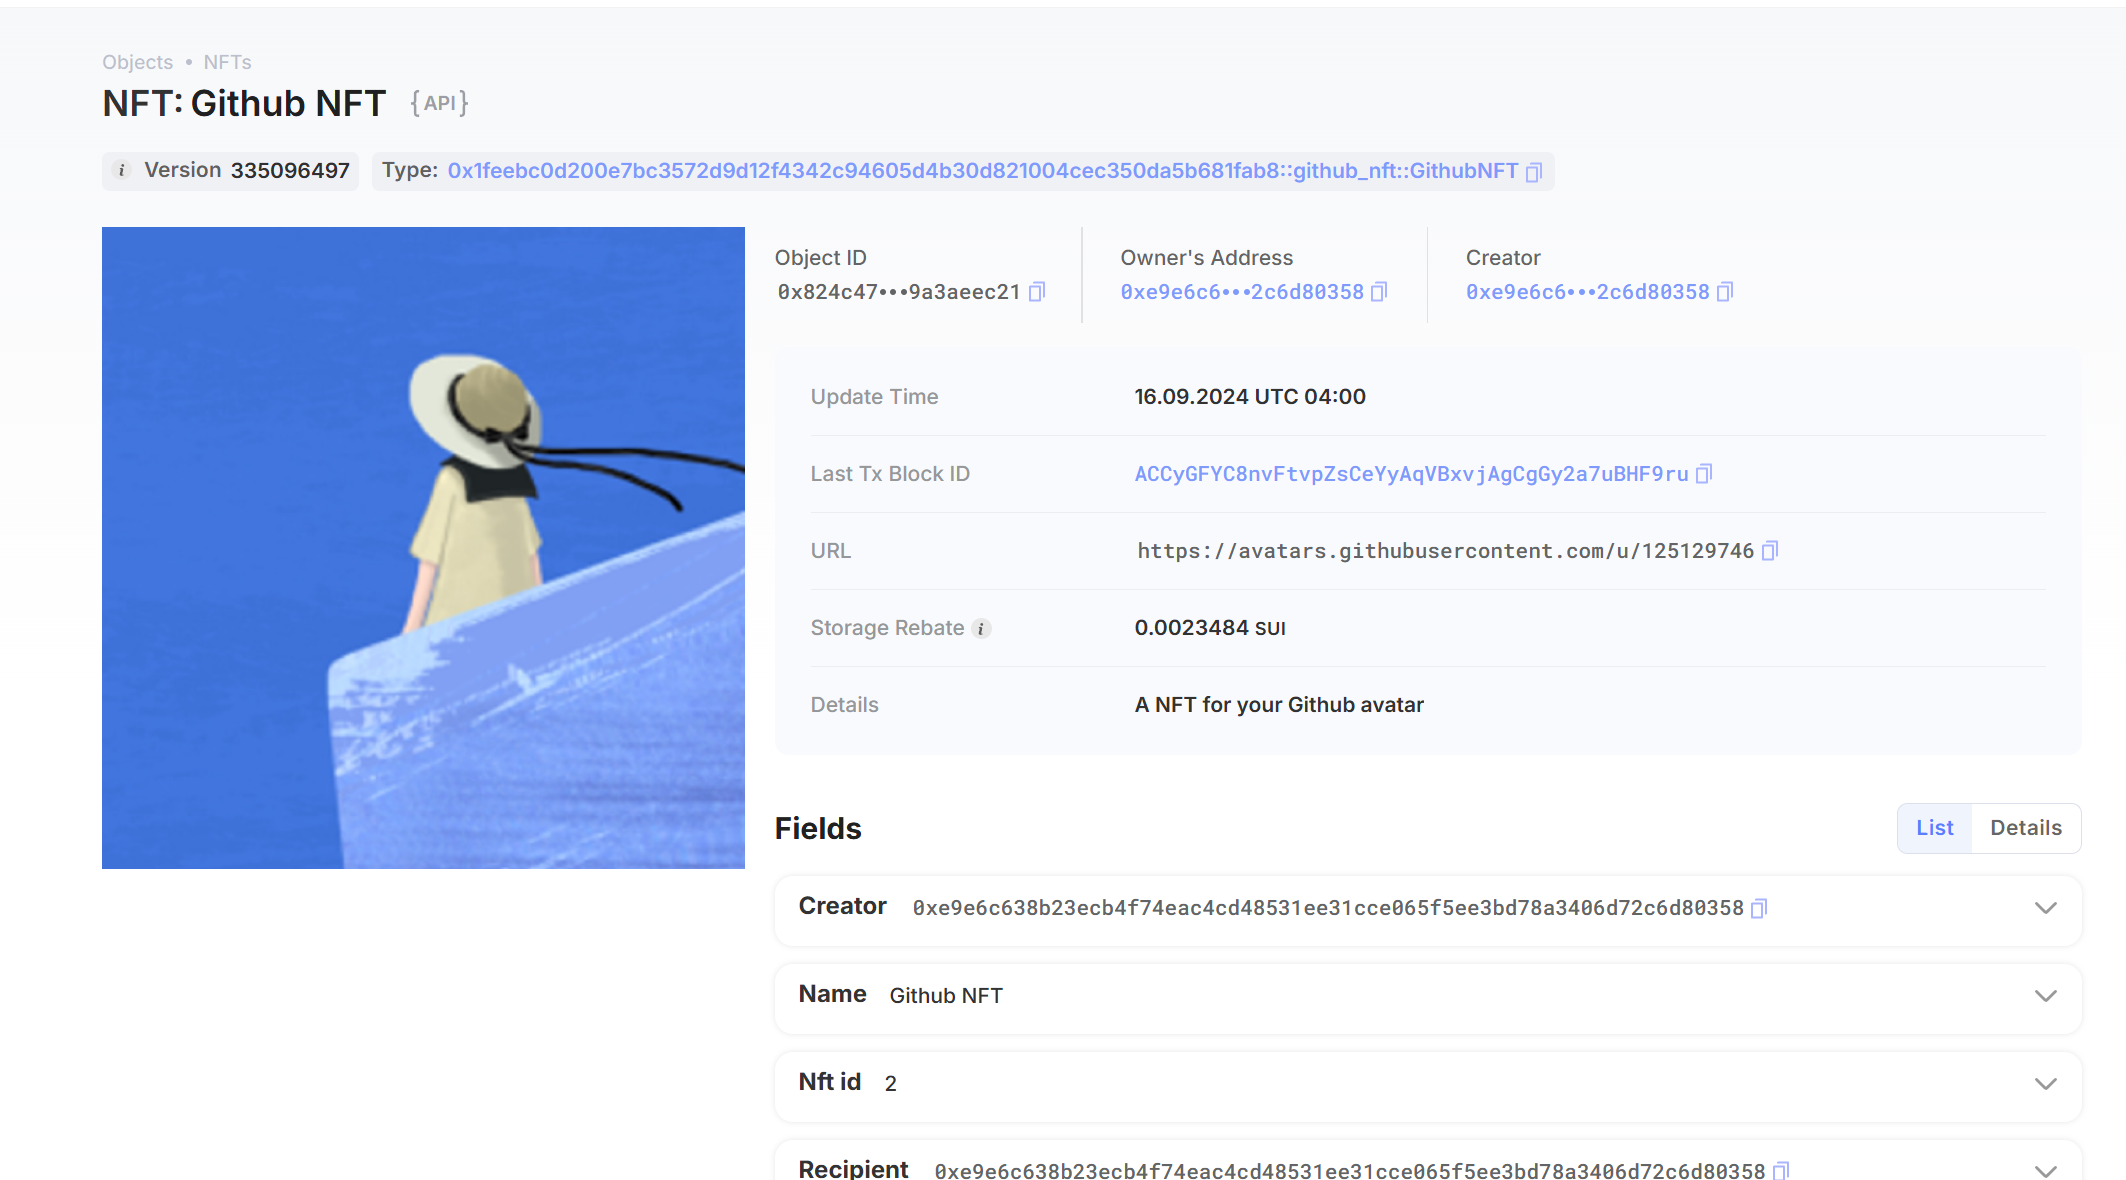 Objects • NFTs
NFT: Github NFT {API}
i Version 335096497 Type: 0x1feebc0d200e7bc3572d9d12f4342c94605d4b30d821004cec350da5b681fab8::github_nft::GithubNFT
Object ID
0x824c47•••9a3aeec21
Owner's Address
0xe9e6c6•••2c6d80358
Creator
0xe9e6c6•••2c6d80358
Update Time 16.09.2024 UTC 04:00
Last Tx Block ID ACCyGFYC8nvFtvpZsCeYyAqVBxvjAgCgGy2a7uBHF9ru
URL https://avatars.githubusercontent.com/u/125129746
Storage Rebate i 0.0023484 SUI
Details A NFT for your Github avatar
Fields List Details
Creator 0xe9e6c638b23ecb4f74eac4cd48531ee31cce065f5ee3bd78a3406d72c6d80358
Name Github NFT
Nft id 2
Recipient 0xe9e6c638b23ecb4f74eac4cd48531ee31cce065f5ee3bd78a3406d72c6d80358